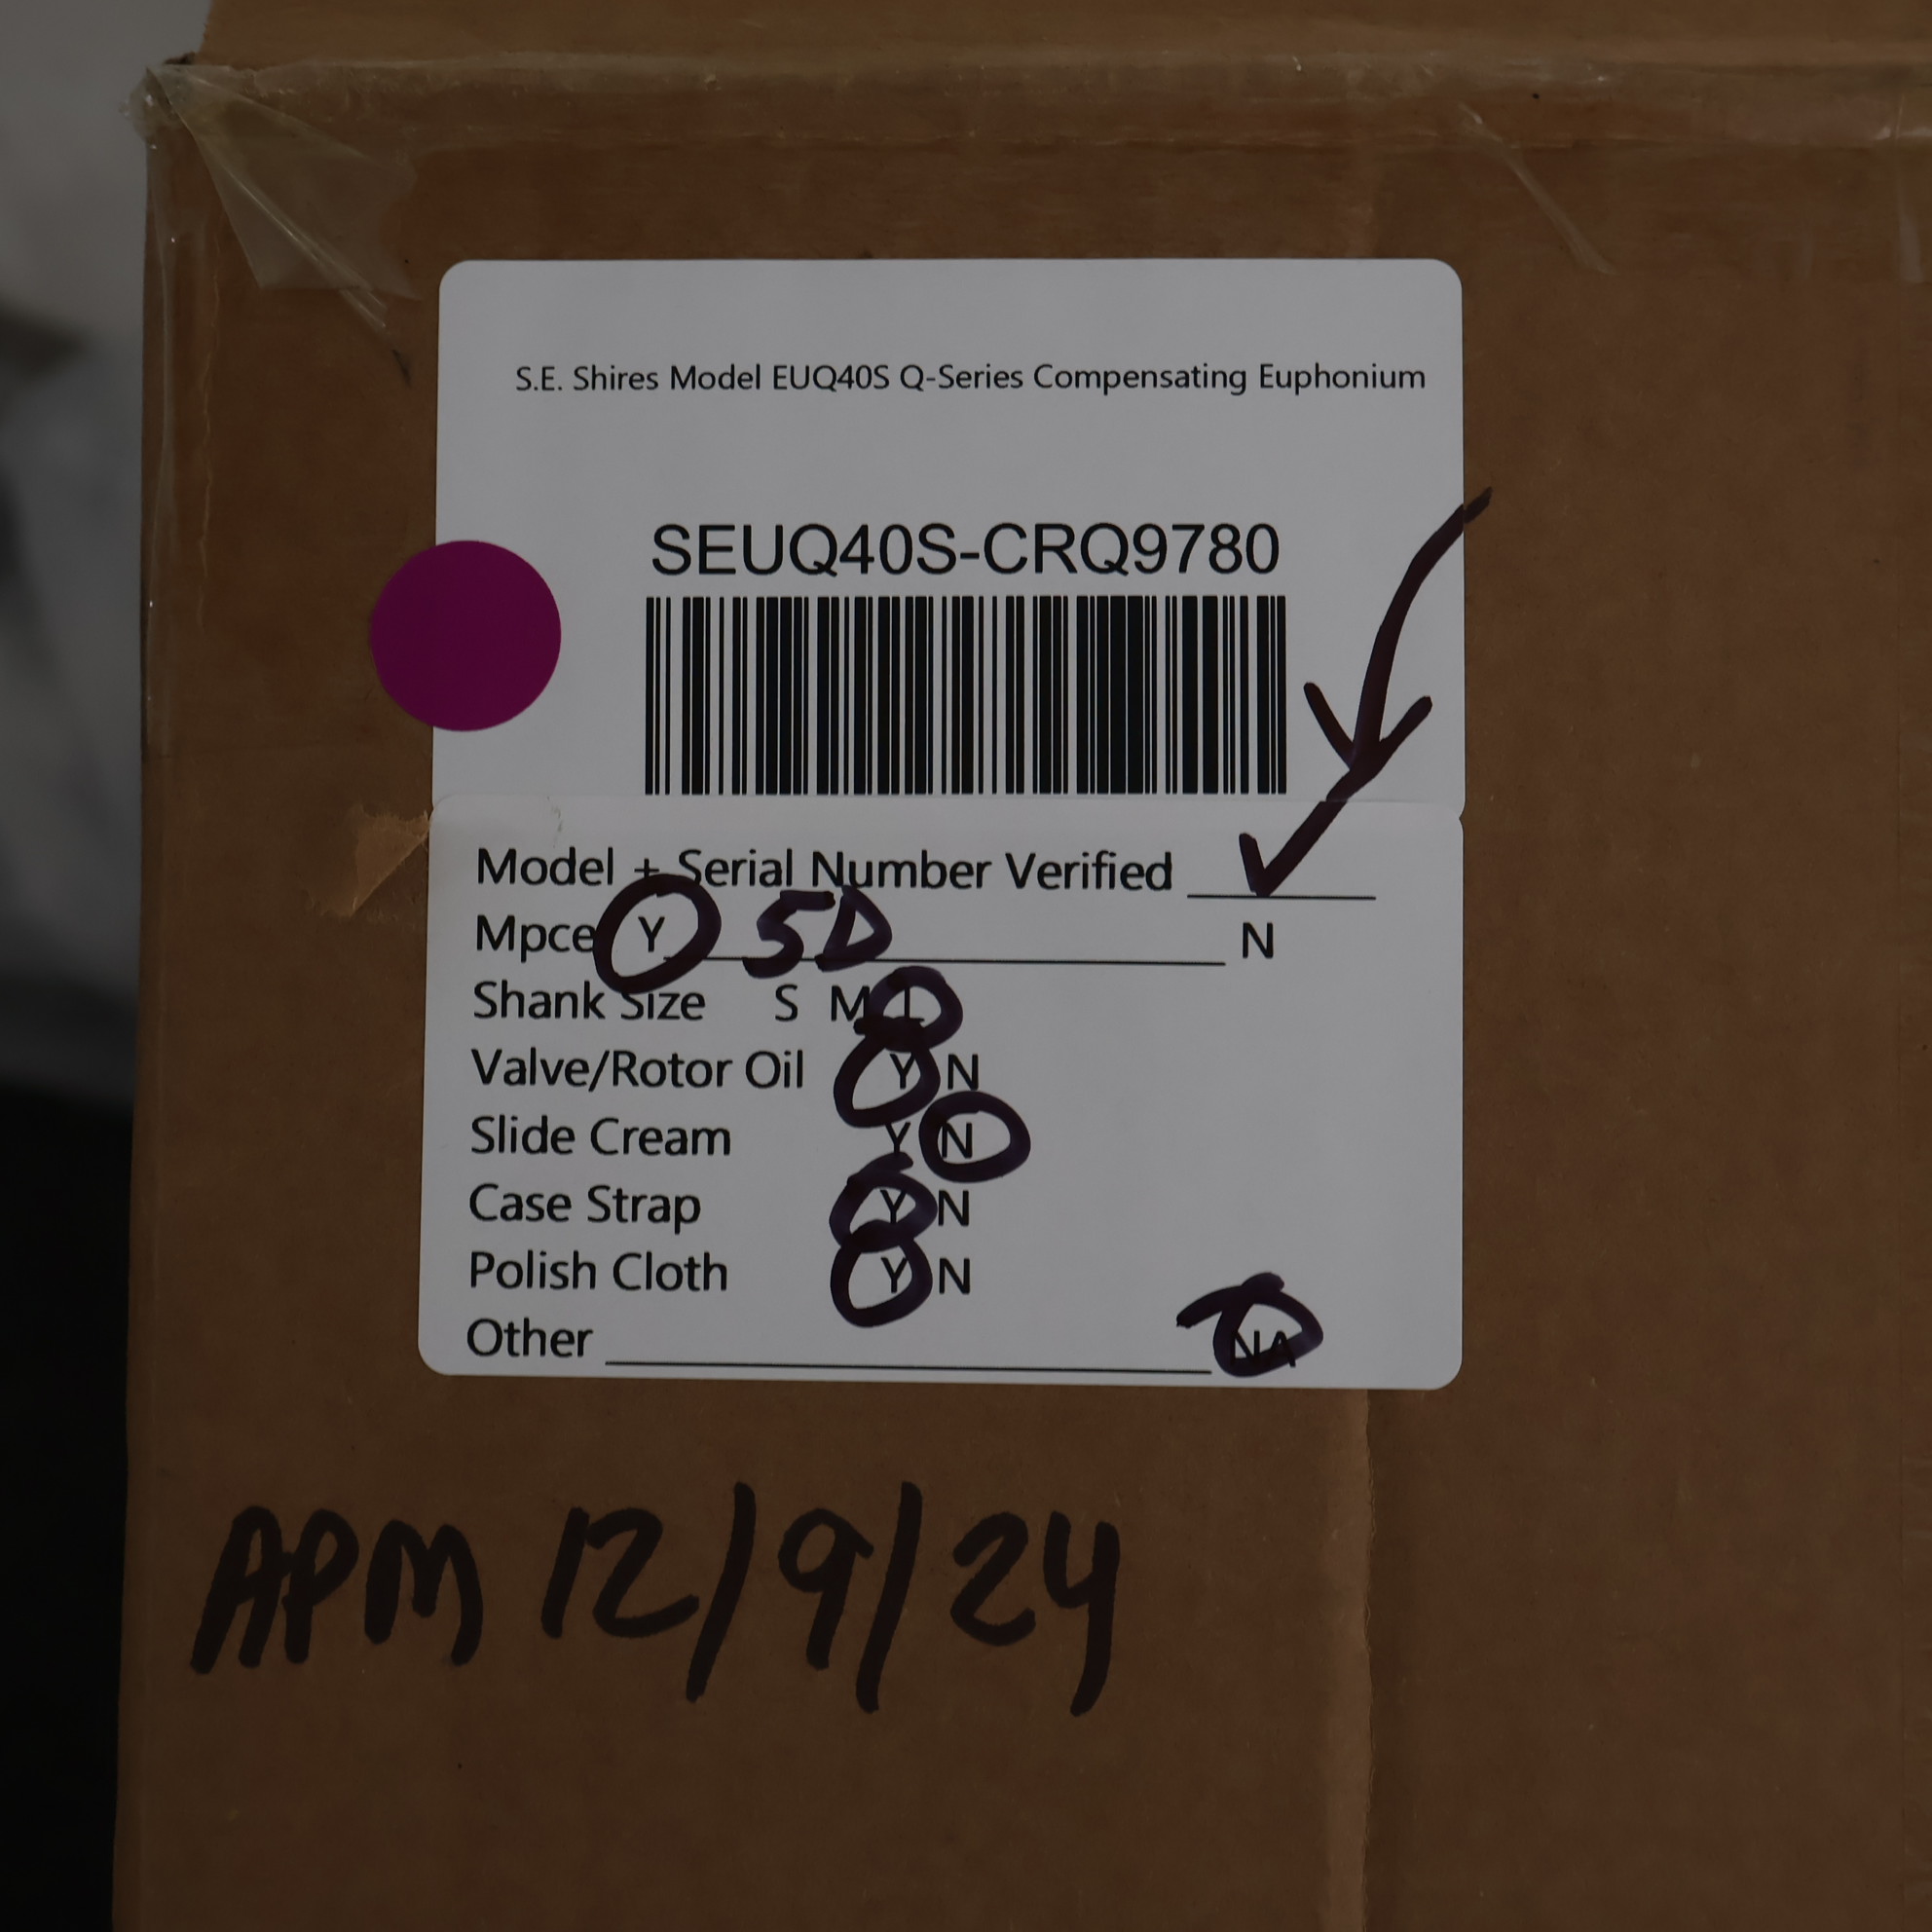 S.E. Shires Model EUQ40S Q-Series Compensating Euphonium
SEUQ40S-CRQ9780
Model + Serial Number Verified
Mpce Y 5D N
Shank Size S M L
Valve/Rotor Oil Y N
Slide Cream Y N
Case Strap Y N
Polish Cloth Y N
Other NA
APM 12/9/24